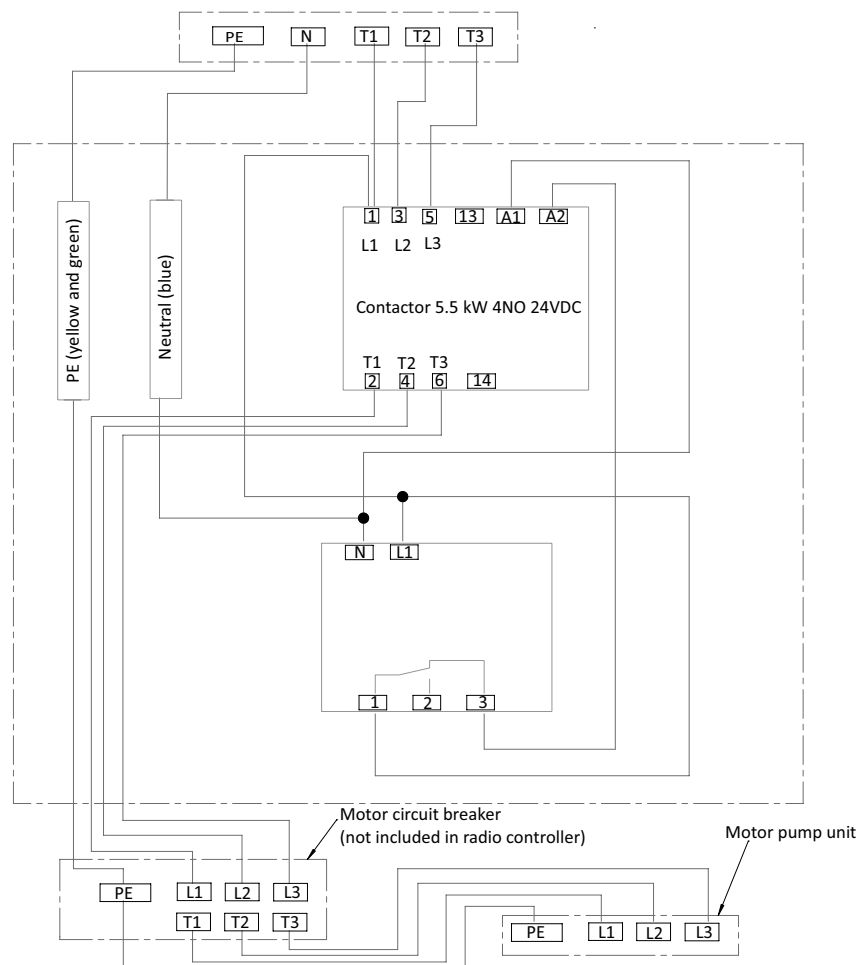 PE N T1 T2 T3
1 3 5 13 A1 A2
L1 L2 L3
Contactor 5.5 kW 4NO 24VDC
T1 T2 T3
2 4 6 14
PE (yellow and green)
Neutral (blue)
N L1
1 2 3
Motor circuit breaker
(not included in radio controller)
Motor pump unit
PE L1 L2 L3
T1 T2 T3
PE L1 L2 L3